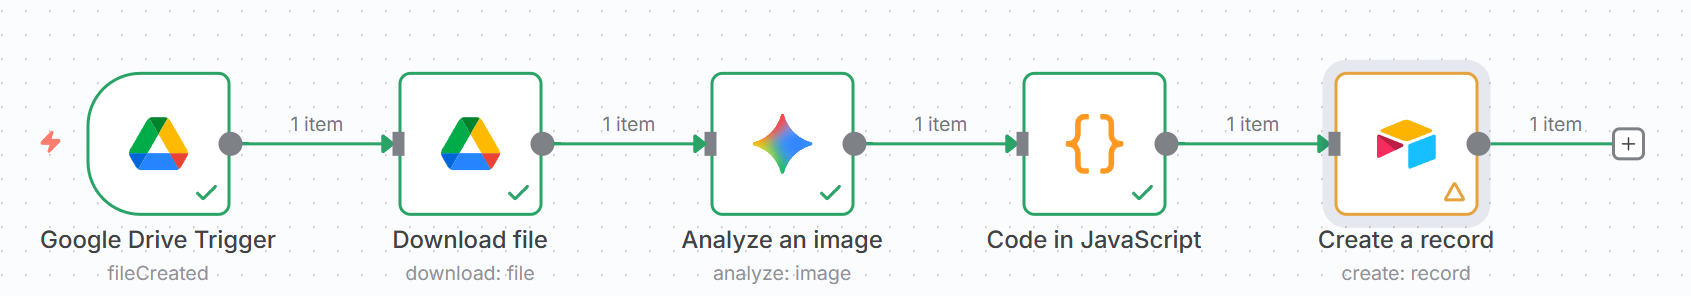 1 item
1 item
1 item
1 item
1 item
Google Drive Trigger
fileCreated
Download file
download: file
Analyze an image
analyze: image
Code in JavaScript
Create a record
create: record